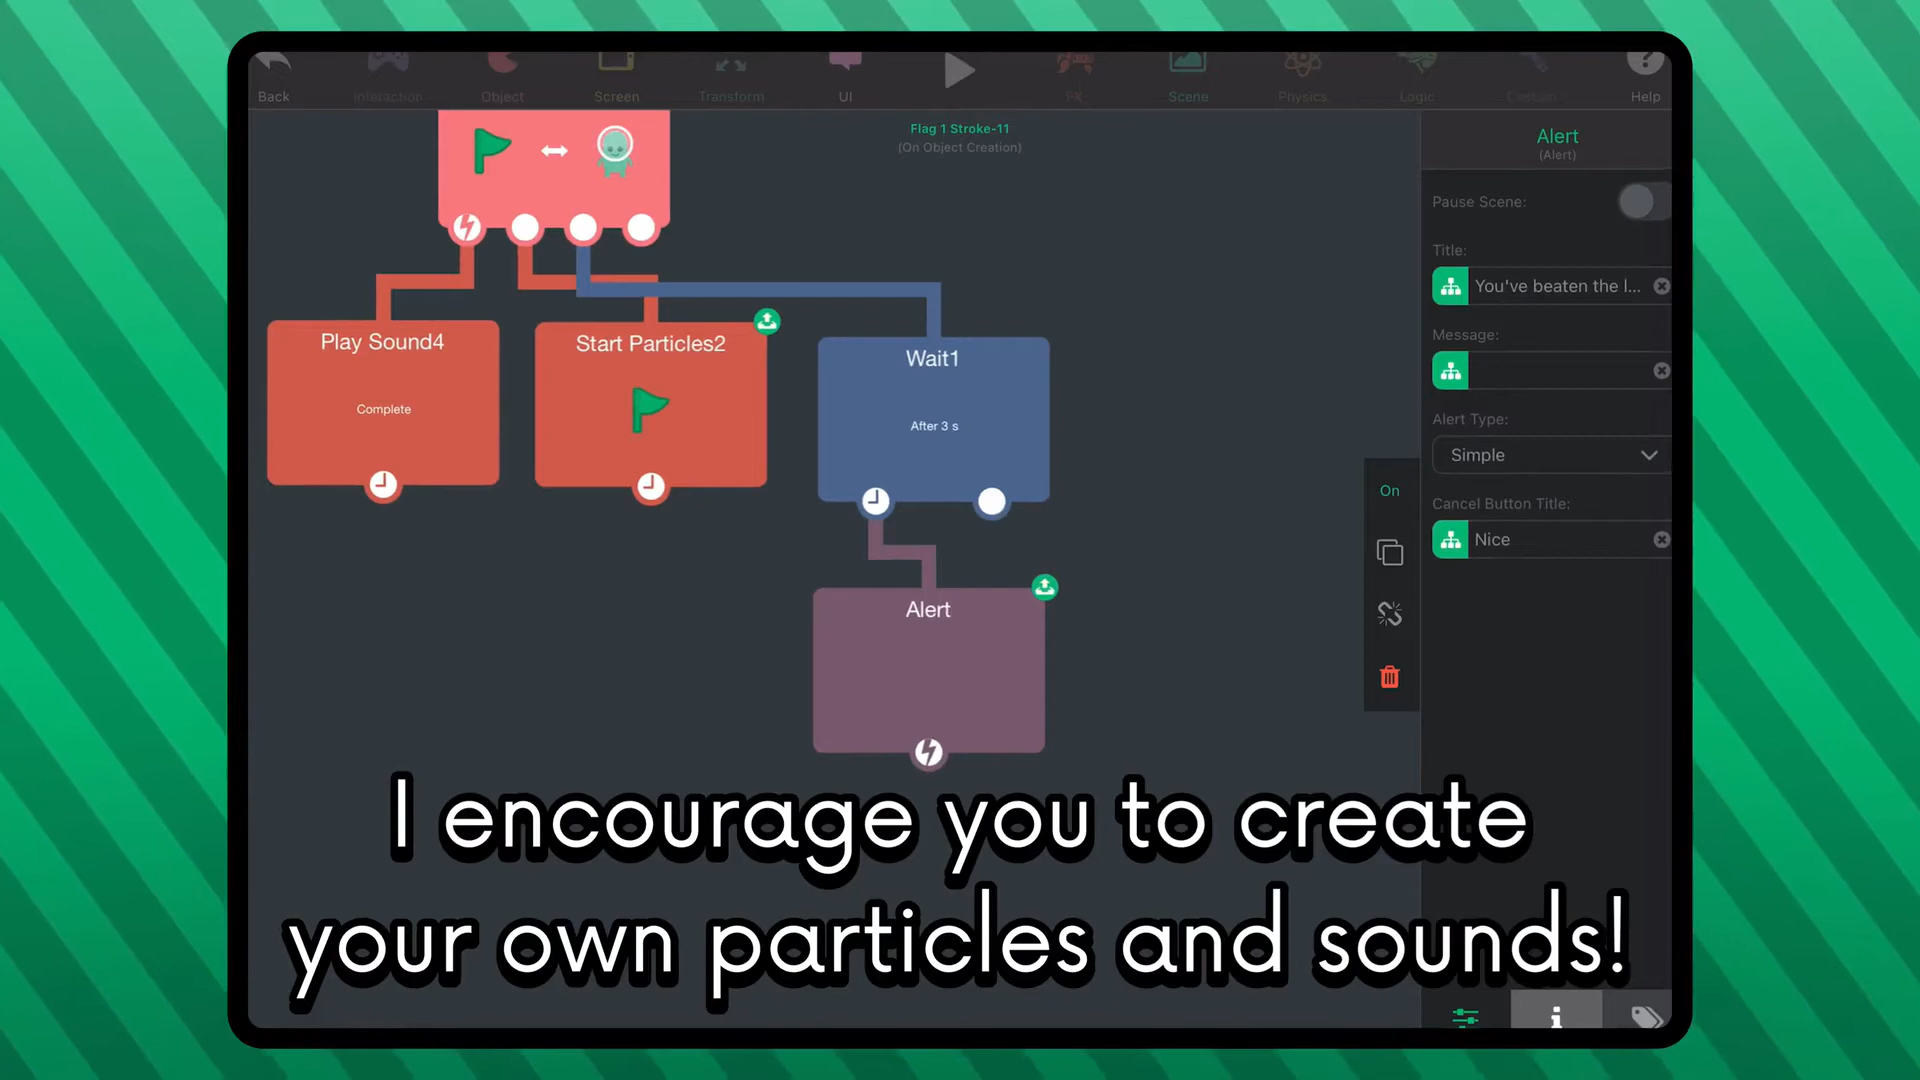 Back
Interaction
Object
Screen
Transform
UI
FX
Scene
Physics
Logic
Custom
Help
Flag 1 Stroke-11
(On Object Creation)
Alert
(Alert)
Pause Scene:
Title:
You've beaten the l...
Message:
Alert Type:
Simple
Cancel Button Title:
Nice
On
Play Sound4
Complete
Start Particles2
Wait1
After 3 s
Alert
I encourage you to create
your own particles and sounds!